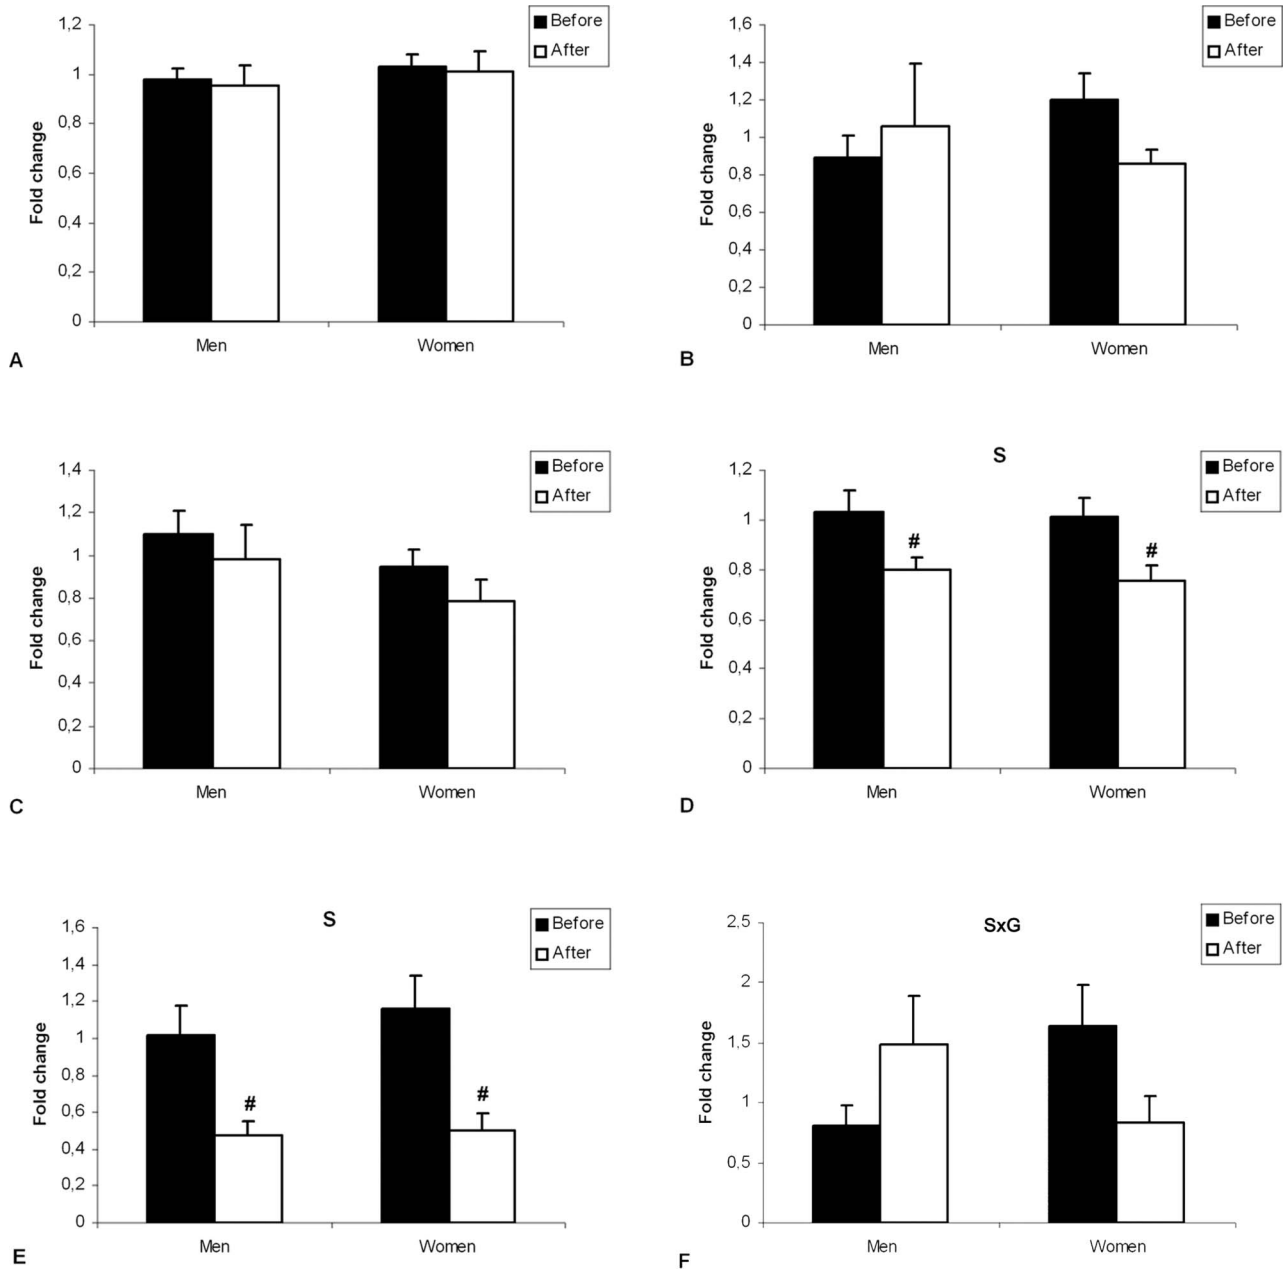 1,2
1
0,8
0,6
0,4
0,2
0
Fold change
Men
Women
Before
After
A
1,6
1,4
1,2
1
0,8
0,6
0,4
0,2
0
Fold change
Men
Women
Before
After
B
1,4
1,2
1
0,8
0,6
0,4
0,2
0
Fold change
Men
Women
Before
After
C
S
1,2
1
0,8
0,6
0,4
0,2
0
Fold change
#
#
Men
Women
Before
After
D
S
1,6
1,4
1,2
1
0,8
0,6
0,4
0,2
0
Fold change
#
#
Men
Women
Before
After
E
SxG
2,5
2
1,5
1
0,5
0
Fold change
Men
Women
Before
After
F